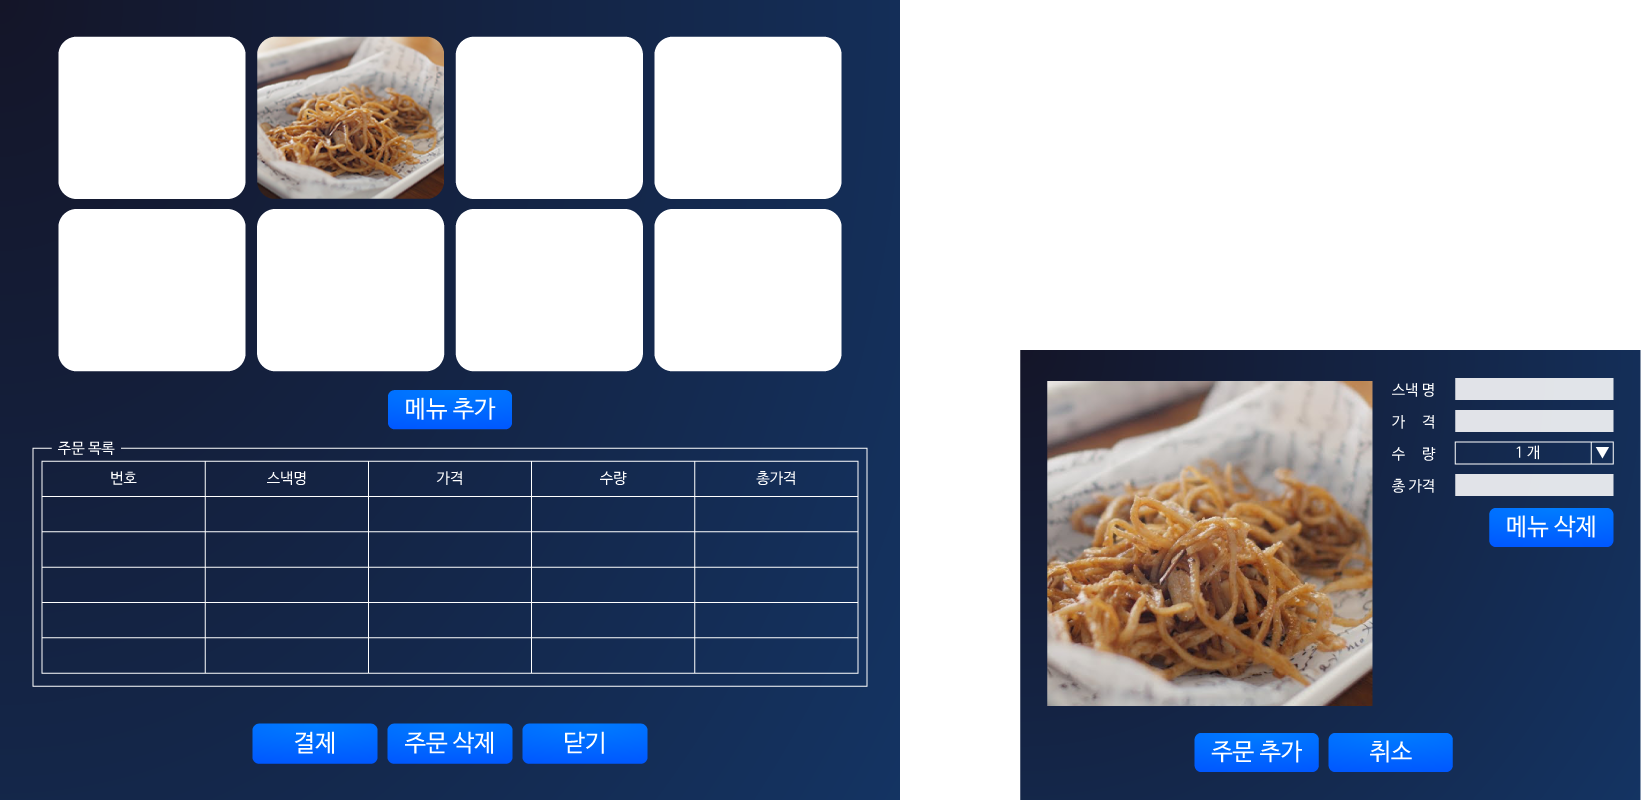 메뉴 추가
주문 목록
번호 스낵명 가격 수량 총가격
결제 주문 삭제 닫기
스낵 명
가 격
수 량 1 개 ▼
총 가격
메뉴 삭제
주문 추가 취소